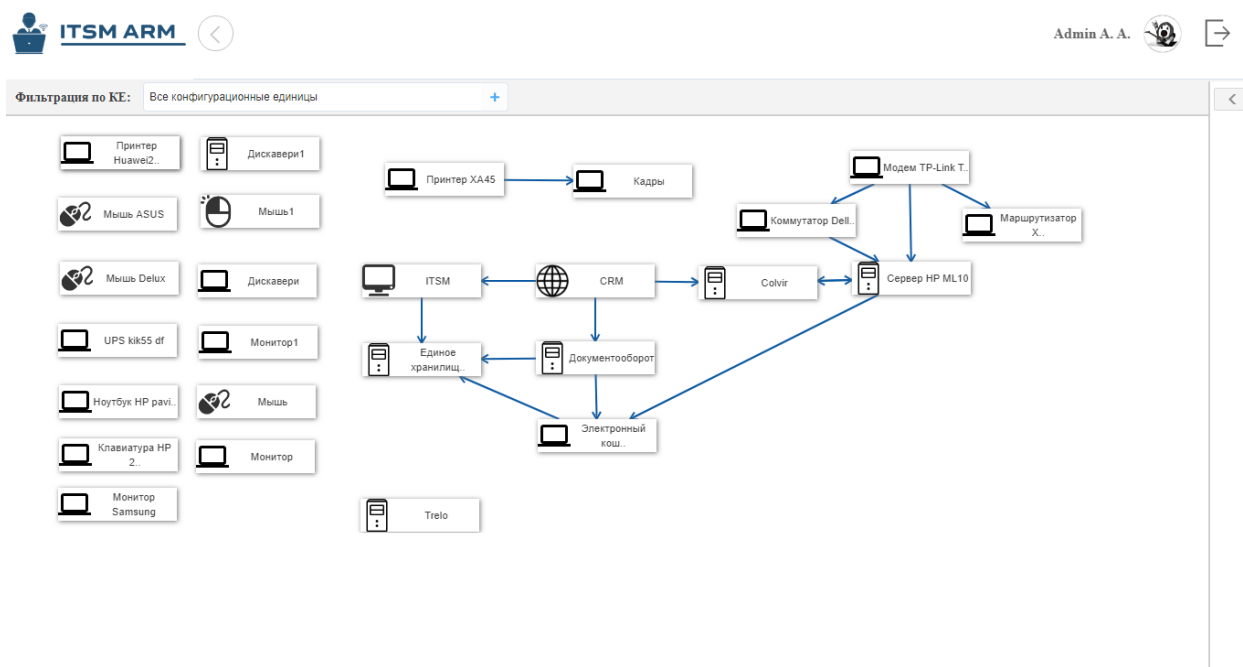 ITSM ARM
Admin A. A.
Фильтрация по КЕ:
Все конфигурационные единицы
+
Принтер
Huawei2..
Дискавери1
Принтер XA45
Кадры
Модем TP-Link T..
Мышь ASUS
Мышь1
Коммутатор Dell..
Маршрутизатор
X..
Мышь Delux
Дискавери
ITSM
CRM
Colvir
Сервер HP ML10
UPS kik55 df
Монитор1
Единое
хранилищ..
Документооборот
Ноутбук HP pavi..
Мышь
Электронный
кош..
Клавиатура HP
2..
Монитор
Монитор
Samsung
Trelo